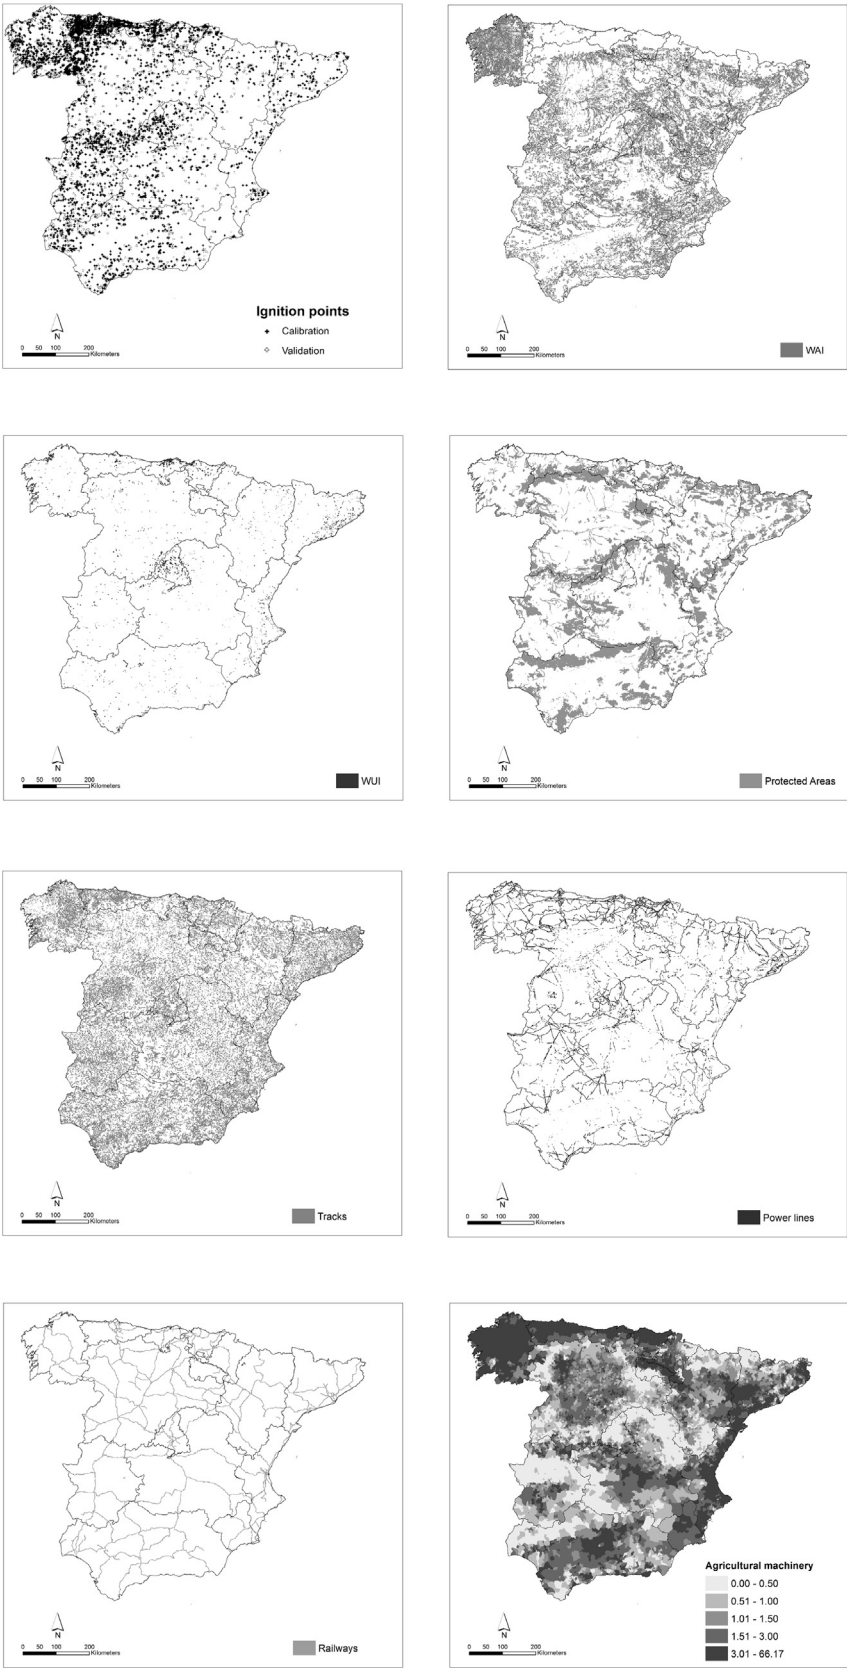 Ignition points
Calibration
Validation
N
0 50 100 200
Kilometers
WAI
N
0 50 100 200
Kilometers
WUI
N
0 50 100 200
Kilometers
Protected Areas
N
0 50 100 200
Kilometers
Tracks
N
0 50 100 200
Kilometers
Power lines
N
0 50 100 200
Kilometers
Railways
N
0 50 100 200
Kilometers
Agricultural machinery
0.00 - 0.50
0.51 - 1.00
1.01 - 1.50
1.51 - 3.00
3.01 - 66.17
N
0 50 100 200
Kilometers